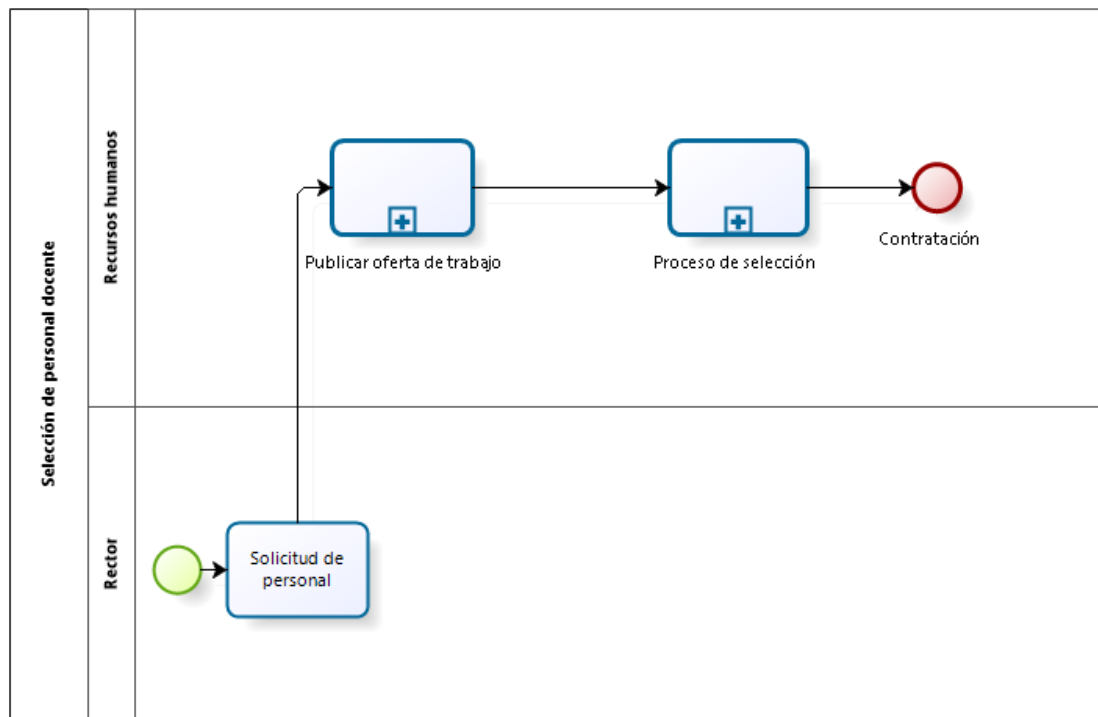 Selección de personal docente
Recursos humanos
Publicar oferta de trabajo
Proceso de selección
Contratación
Rector
Solicitud de
personal